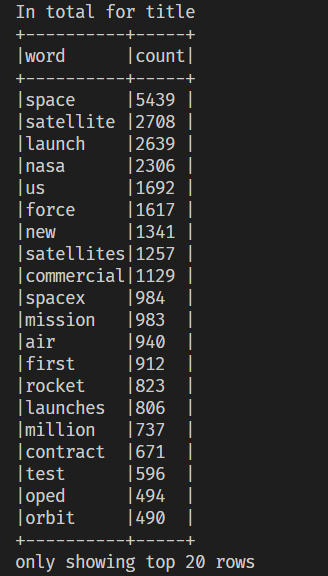 In total for title
+----------+-----+
|word      |count|
+----------+-----+
|space     |5439 |
|satellite |2708 |
|launch    |2639 |
|nasa      |2306 |
|us        |1692 |
|force     |1617 |
|new       |1341 |
|satellites|1257 |
|commercial|1129 |
|spacex    |984  |
|mission   |983  |
|air       |940  |
|first     |912  |
|rocket    |823  |
|launches  |806  |
|million   |737  |
|contract  |671  |
|test      |596  |
|oped      |494  |
|orbit     |490  |
+----------+-----+
only showing top 20 rows